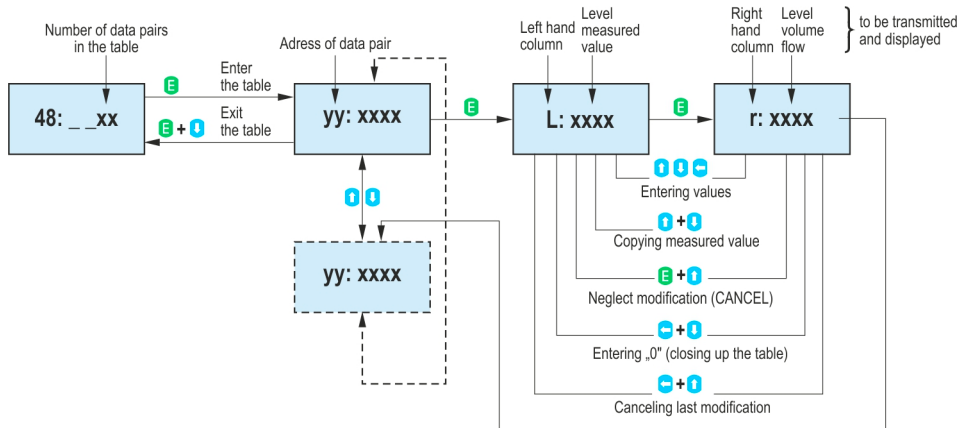 Number of data pairs
in the table
Adress of data pair
Left hand
column
Level
measured
value
Right
hand
column
Level
volume
flow
to be transmitted
and displayed
E
Enter
the table
Exit
the table
E + ⬇
48: _ _xx
yy: xxxx
E
L: xxxx
E
r: xxxx
⬆ ⬇ ⬅
Entering values
⬆ ⬇
⬆ + ⬇
Copying measured value
yy: xxxx
E + ⬆
Neglect modification (CANCEL)
⬅ + ⬇
Entering „0" (closing up the table)
⬅ + ⬆
Canceling last modification